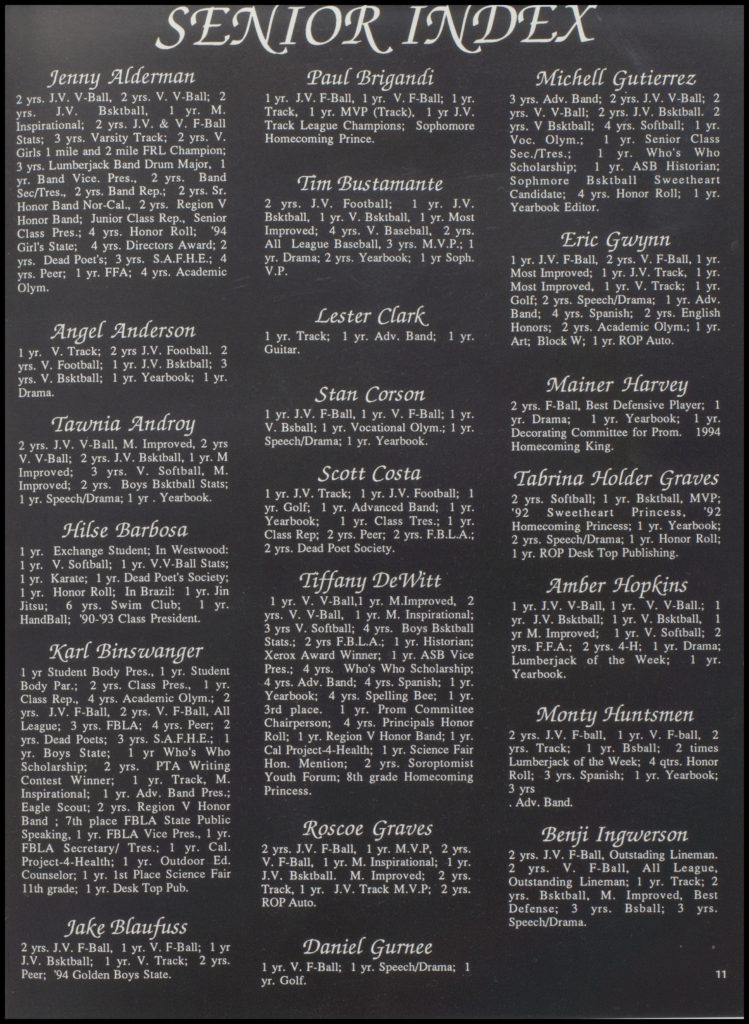 SENIOR INDEX
Jenny Alderman
2 yrs. J.V. V-Ball, 2 yrs. V. V-Ball; 2
yrs. J.V. Bsktball, 1 yr. M.
Inspirational; 2 yrs. J.V. & V. F-Ball
Stats; 3 yrs. Varsity Track; 2 yrs. V.
Girls 1 mile and 2 mile FRL Champion;
3 yrs. Lumberjack Band Drum Major, 1
yr. Band Vice. Pres., 2 yrs. Band
Sec/Tres., 2 yrs. Band Rep.; 2 yrs. Sr.
Honor Band Nor-Cal., 2 yrs. Region V
Honor Band; Junior Class Rep., Senior
Class Pres.; 4 yrs. Honor Roll; '94
Girl's State; 4 yrs. Directors Award; 2
yrs. Dead Poet's; 3 yrs. S.A.F.H.E.; 4
yrs. Peer; 1 yr. FFA; 4 yrs. Academic
Olym.
Angel Anderson
1 yr. V. Track; 2 yrs J.V. Football. 2
yrs. V. Football; 1 yr. J.V. Bsktball; 3
yrs. V. Bsktball; 1 yr. Yearbook; 1 yr.
Drama.
Tawnia Androy
2 yrs. J.V. V-Ball, M. Improved, 2 yrs
V. V-Ball; 2 yrs. J.V. Bsktball, 1 yr. M
Improved; 3 yrs. V. Softball, M.
Improved; 2 yrs. Boys Bsktball Stats;
1 yr. Speech/Drama; 1 yr . Yearbook.
Hilse Barbosa
1 yr. Exchange Student; In Westwood:
1 yr. V. Softball; 1 yr. V.V-Ball Stats;
1 yr. Karate; 1 yr. Dead Poet's Society;
1 yr. Honor Roll; In Brazil: 1 yr. Jin
Jitsu; 6 yrs. Swim Club; 1 yr.
HandBall; '90-'93 Class President.
Karl Binswanger
1 yr Student Body Pres., 1 yr. Student
Body Par.; 2 yrs. Class Pres., 1 yr.
Class Rep., 4 yrs. Academic Olym.; 2
yrs. J.V. F-Ball, 2 yrs. V. F-Ball, All
League; 3 yrs. FBLA; 4 yrs. Peer; 2
yrs. Dead Poets; 3 yrs. S.A.F.H.E.; 1
yr. Boys State; 1 yr Who's Who
Scholarship; 2 yrs. PTA Writing
Contest Winner; 1 yr. Track, M.
Inspirational; 1 yr. Adv. Band Pres.;
Eagle Scout; 2 yrs. Region V Honor
Band ; 7th place FBLA State Public
Speaking, 1 yr. FBLA Vice Pres., 1 yr.
FBLA Secretary/ Tres.; 1 yr. Cal.
Project-4-Health; 1 yr. Outdoor Ed.
Counselor; 1 yr. 1st Place Science Fair
11th grade; 1 yr. Desk Top Pub.
Jake Blaufuss
2 yrs. J.V. F-Ball, 1 yr. V. F-Ball; 1 yr
J.V. Bsktball; 1 yr. V. Track; 2 yrs.
Peer; '94 Golden Boys State.
Paul Brigandi
1 yr. J.V. F-Ball, 1 yr. V. F-Ball; 1 yr.
Track, 1 yr. MVP (Track), 1 yr J.V.
Track League Champions; Sophomore
Homecoming Prince.
Tim Bustamante
2 yrs. J.V. Football; 1 yr. J.V.
Bsktball, 1 yr. V. Bsktball, 1 yr. Most
Improved; 4 yrs. V. Baseball, 2 yrs.
All League Baseball, 3 yrs. M.V.P.; 1
yr. Drama; 2 yrs. Yearbook; 1 yr Soph.
V.P.
Lester Clark
1 yr. Track; 1 yr. Adv. Band; 1 yr.
Guitar.
Stan Corson
1 yr. J.V. F-Ball, 1 yr. V. F-Ball; 1 yr.
V. Bsball; 1 yr. Vocational Olym.; 1 yr.
Speech/Drama; 1 yr. Yearbook.
Scott Costa
1 yr. J.V. Track; 1 yr. J.V. Football; 1
yr. Golf; 1 yr. Advanced Band; 1 yr.
Yearbook; 1 yr. Class Tres.; 1 yr.
Class Rep; 2 yrs. Peer; 2 yrs. F.B.L.A.;
2 yrs. Dead Poet Society.
Tiffany DeWitt
1 yr. V. V-Ball,1 yr. M.Improved, 2
yrs. V. V-Ball, 1 yr. M. Inspirational;
3 yrs V. Softball; 4 yrs. Boys Bsktball
Stats.; 2 yrs F.B.L.A.; 1 yr. Historian;
Xerox Award Winner; 1 yr. ASB Vice
Pres.; 4 yrs. Who's Who Scholarship;
4 yrs. Adv. Band; 4 yrs. Spanish; 1 yr.
Yearbook; 4 yrs. Spelling Bee; 1 yr.
3rd place. 1 yr. Prom Committee
Chairperson; 4 yrs. Principals Honor
Roll; 1 yr. Region V Honor Band; 1 yr.
Cal Project-4-Health; 1 yr. Science Fair
Hon. Mention; 2 yrs. Soroptomist
Youth Forum; 8th grade Homecoming
Princess.
Roscoe Graves
2 yrs. J.V. F-Ball, 1 yr. M.V.P, 2 yrs.
V. F-Ball, 1 yr. M. Inspirational; 1 yr.
J.V. Bsktball. M. Improved; 2 yrs.
Track, 1 yr. J.V. Track M.V.P; 2 yrs.
ROP Auto.
Daniel Gurnee
1 yr. V. F-Ball; 1 yr. Speech/Drama; 1
yr. Golf.
Michell Gutierrez
3 yrs. Adv. Band; 2 yrs. J.V. V-Ball; 2
yrs. V. V-Ball; 2 yrs. J.V. Bsktball. 2
yrs. V Bsktball; 4 yrs. Softball; 1 yr.
Voc. Olym.; 1 yr. Senior Class
Sec./Tres.; 1 yr. Who's Who
Scholarship; 1 yr. ASB Historian;
Sophmore Bsktball Sweetheart
Candidate; 4 yrs. Honor Roll; 1 yr.
Yearbook Editor.
Eric Gwynn
1 yr. J.V. F-Ball, 2 yrs. V. F-Ball, 1 yr.
Most Improved; 1 yr. J.V. Track, 1 yr.
Most Improved, 1 yr. V. Track; 1 yr.
Golf; 2 yrs. Speech/Drama; 1 yr. Adv.
Band; 4 yrs. Spanish; 2 yrs. English
Honors; 2 yrs. Academic Olym.; 1 yr.
Art; Block W; 1 yr. ROP Auto.
Mainer Harvey
2 yrs. F-Ball, Best Defensive Player; 1
yr. Drama; 1 yr. Yearbook; 1 yr.
Decorating Committee for Prom. 1994
Homecoming King.
Tabrina Holder Graves
2 yrs. Softball; 1 yr. Bsktball, MVP;
'92 Sweetheart Princess, '92
Homecoming Princess; 1 yr. Yearbook;
2 yrs. Speech/Drama; 1 yr. Honor Roll;
1 yr. ROP Desk Top Publishing.
Amber Hopkins
1 yr. J.V. V-Ball, 1 yr. V. V-Ball.; 1
yr. J.V. Bsktball; 1 yr. V. Bsktball, 1
yr M. Improved; 1 yr. V. Softball; 2
yrs. F.F.A.; 2 yrs. 4-H; 1 yr. Drama;
Lumberjack of the Week; 1 yr.
Yearbook.
Monty Huntsmen
2 yrs. J.V. F-ball, 1 yr. V. F-ball, 2
yrs. Track; 1 yr. Bsball; 2 times
Lumberjack of the Week; 4 qtrs. Honor
Roll; 3 yrs. Spanish; 1 yr. Yearbook;
3 yrs
. Adv. Band.
Benji Ingwerson
2 yrs. J.V. F-Ball, Outstading Lineman.
2 yrs. V. F-Ball, All League,
Outstanding Lineman; 1 yr. Track; 2
yrs. Bsktball, M. Improved, Best
Defense; 3 yrs. Bsball; 3 yrs.
Speech/Drama.
11